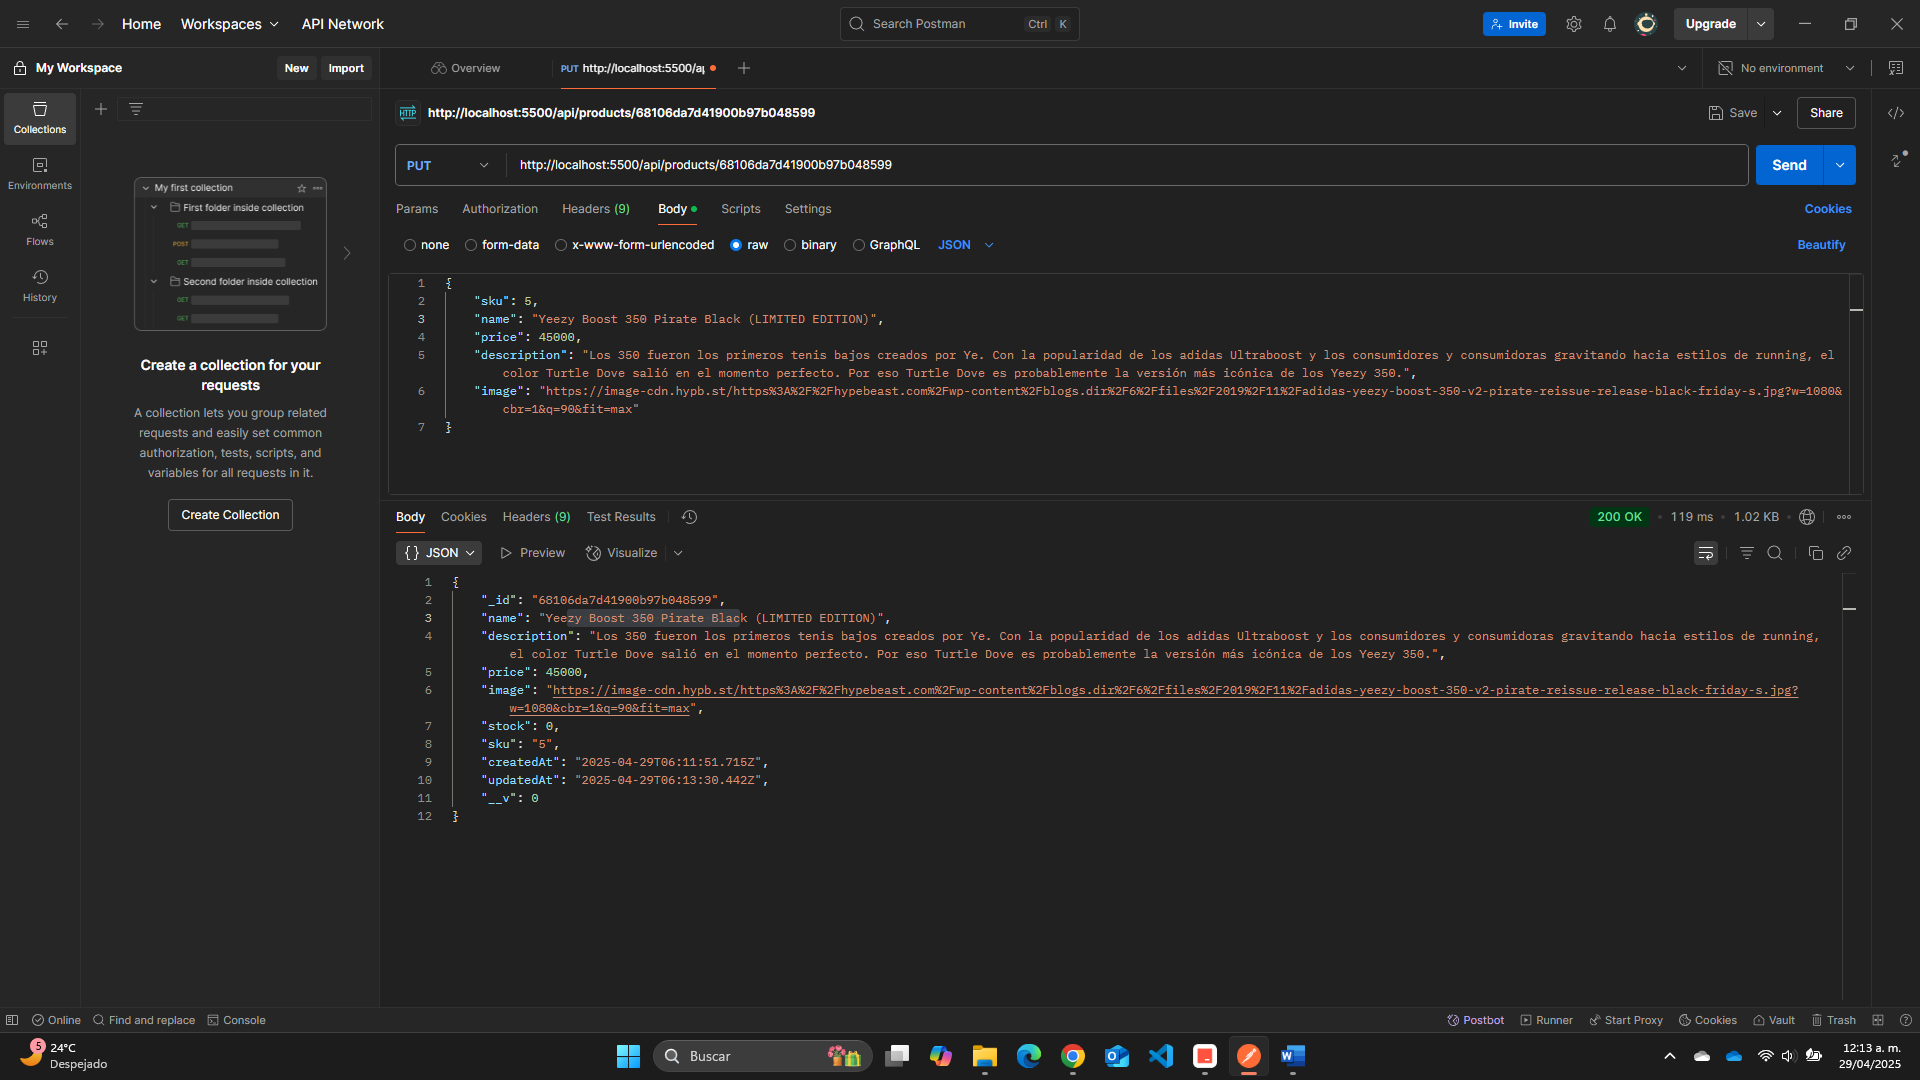 Home
Workspaces
API Network
Search Postman
Ctrl
K
Invite
Upgrade
My Workspace
New
Import
Overview
PUT http://localhost:5500/a
No environment
Collections
Environments
Flows
History
My first collection
First folder inside collection
GET
POST
GET
Second folder inside collection
GET
GET
Create a collection for your
requests
A collection lets you group related
requests and easily set common
authorization, tests, scripts, and
variables for all requests in it.
Create Collection
HTTP http://localhost:5500/api/products/68106da7d41900b97b048599
Save
Share
PUT
http://localhost:5500/api/products/68106da7d41900b97b048599
Send
Params
Authorization
Headers (9)
Body
Scripts
Settings
Cookies
none
form-data
x-www-form-urlencoded
raw
binary
GraphQL
JSON
Beautify
1 {
2 "sku": 5,
3 "name": "Yeezy Boost 350 Pirate Black (LIMITED EDITION)",
4 "price": 45000,
5 "description": "Los 350 fueron los primeros tenis bajos creados por Ye. Con la popularidad de los adidas Ultraboost y los consumidores y consumidoras gravitando hacia estilos de running, el
color Turtle Dove salió en el momento perfecto. Por eso Turtle Dove es probablemente la versión más icónica de los Yeezy 350.",
6 "image": "https://image-cdn.hypb.st/https%3A%2F%2Fhypebeast.com%2Fwp-content%2Fblogs.dir%2F6%2Ffiles%2F2019%2F11%2Fadidas-yeezy-boost-350-v2-pirate-reissue-release-black-friday-s.jpg?w=1080&
cbr=1&q=90&fit=max"
7 }
Body
Cookies
Headers (9)
Test Results
200 OK
119 ms
1.02 KB
{} JSON
Preview
Visualize
1 {
2 "_id": "68106da7d41900b97b048599",
3 "name": "Yeezy Boost 350 Pirate Black (LIMITED EDITION)",
4 "description": "Los 350 fueron los primeros tenis bajos creados por Ye. Con la popularidad de los adidas Ultraboost y los consumidores y consumidoras gravitando hacia estilos de running,
el color Turtle Dove salió en el momento perfecto. Por eso Turtle Dove es probablemente la versión más icónica de los Yeezy 350.",
5 "price": 45000,
6 "image": "https://image-cdn.hypb.st/https%3A%2F%2Fhypebeast.com%2Fwp-content%2Fblogs.dir%2F6%2Ffiles%2F2019%2F11%2Fadidas-yeezy-boost-350-v2-pirate-reissue-release-black-friday-s.jpg?
w=1080&cbr=1&q=90&fit=max",
7 "stock": 0,
8 "sku": "5",
9 "createdAt": "2025-04-29T06:11:51.715Z",
10 "updatedAt": "2025-04-29T06:13:30.442Z",
11 "__v": 0
12 }
Online
Find and replace
Console
Postbot
Runner
Start Proxy
Cookies
Vault
Trash
5
24°C
Despejado
Buscar
12:13 a. m.
29/04/2025